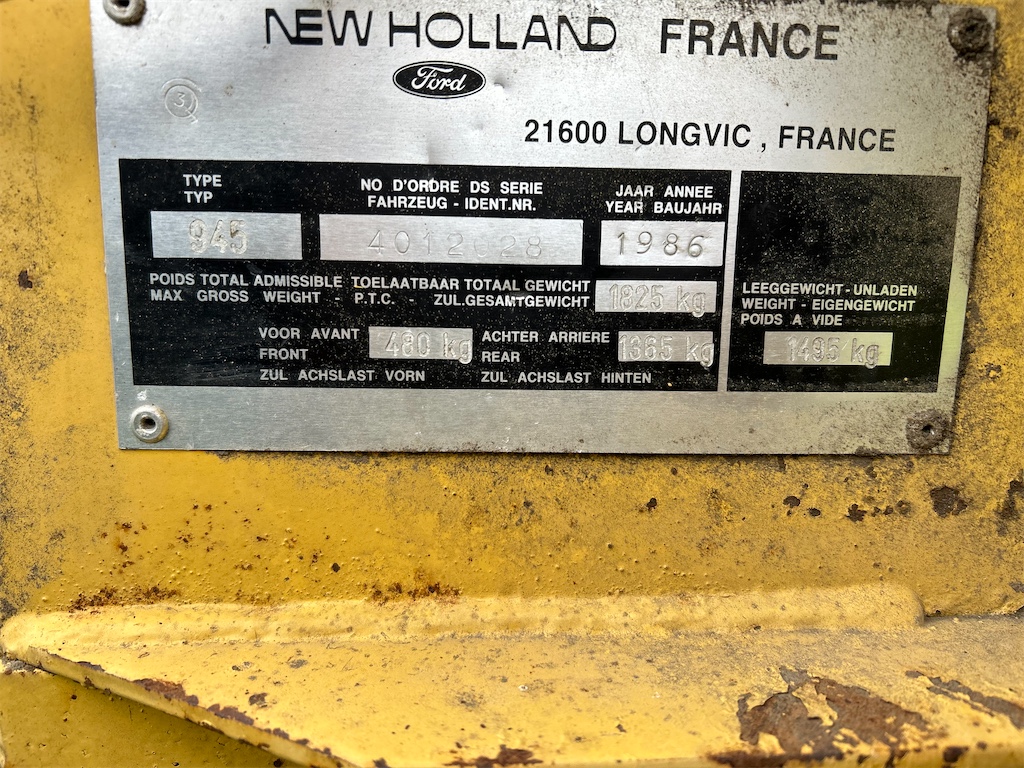 NEW HOLLAND FRANCE
Ford
3
21600 LONGVIC, FRANCE
TYPE
TYP
945
NO D'ORDRE DS SERIE
FAHRZEUG - IDENT.NR.
JAAR ANNEE
YEAR BAUJAHR
1986
POIDS TOTAL ADMISSIBLE TOELAATBAAR TOTAAL GEWICHT
MAX GROSS WEIGHT - P.T.C. - ZUL.GESAMTGEWICHT
1825 kg
VOOR AVANT
FRONT
480 kg
ZUL ACHSLAST VORN
ACHTER ARRIERE
REAR
1365 kg
ZUL ACHSLAST HINTEN
LEEGGEWICHT - UNLADEN
WEIGHT - EIGENGEWICHT
POIDS A VIDE
1495 kg